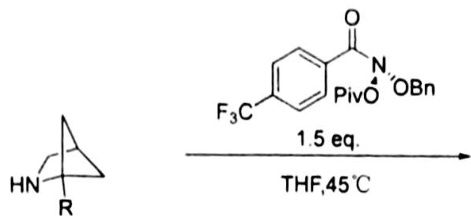 O
N
F₃C
PivO
OBn
1.5 eq.
HN
R
THF,45℃